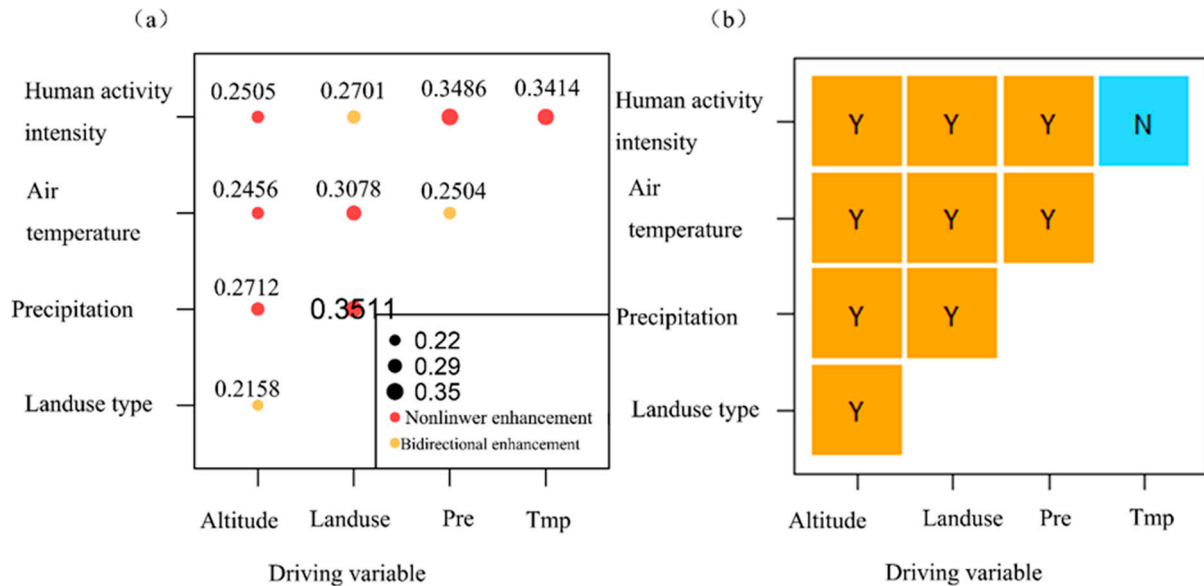 (a)
Human activity
intensity
0.2505 0.2701 0.3486 0.3414
Air
temperature
0.2456 0.3078 0.2504
Precipitation
0.2712 0.3511
Landuse type
0.2158
0.22
0.29
0.35
Nonlinwer enhancement
Bidirectional enhancement
Altitude Landuse Pre Tmp
Driving variable
(b)
Human activity
intensity
Y Y Y N
Air
temperature
Y Y Y
Precipitation
Y Y
Landuse type
Y
Altitude Landuse Pre Tmp
Driving variable